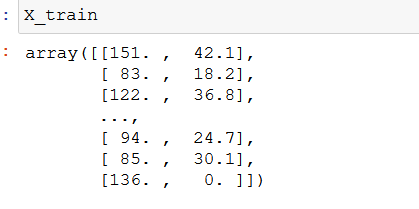 : X_train
: array([[151. , 42.1],
[ 83. , 18.2],
[122. , 36.8],
...,
[ 94. , 24.7],
[ 85. , 30.1],
[136. , 0. ]])